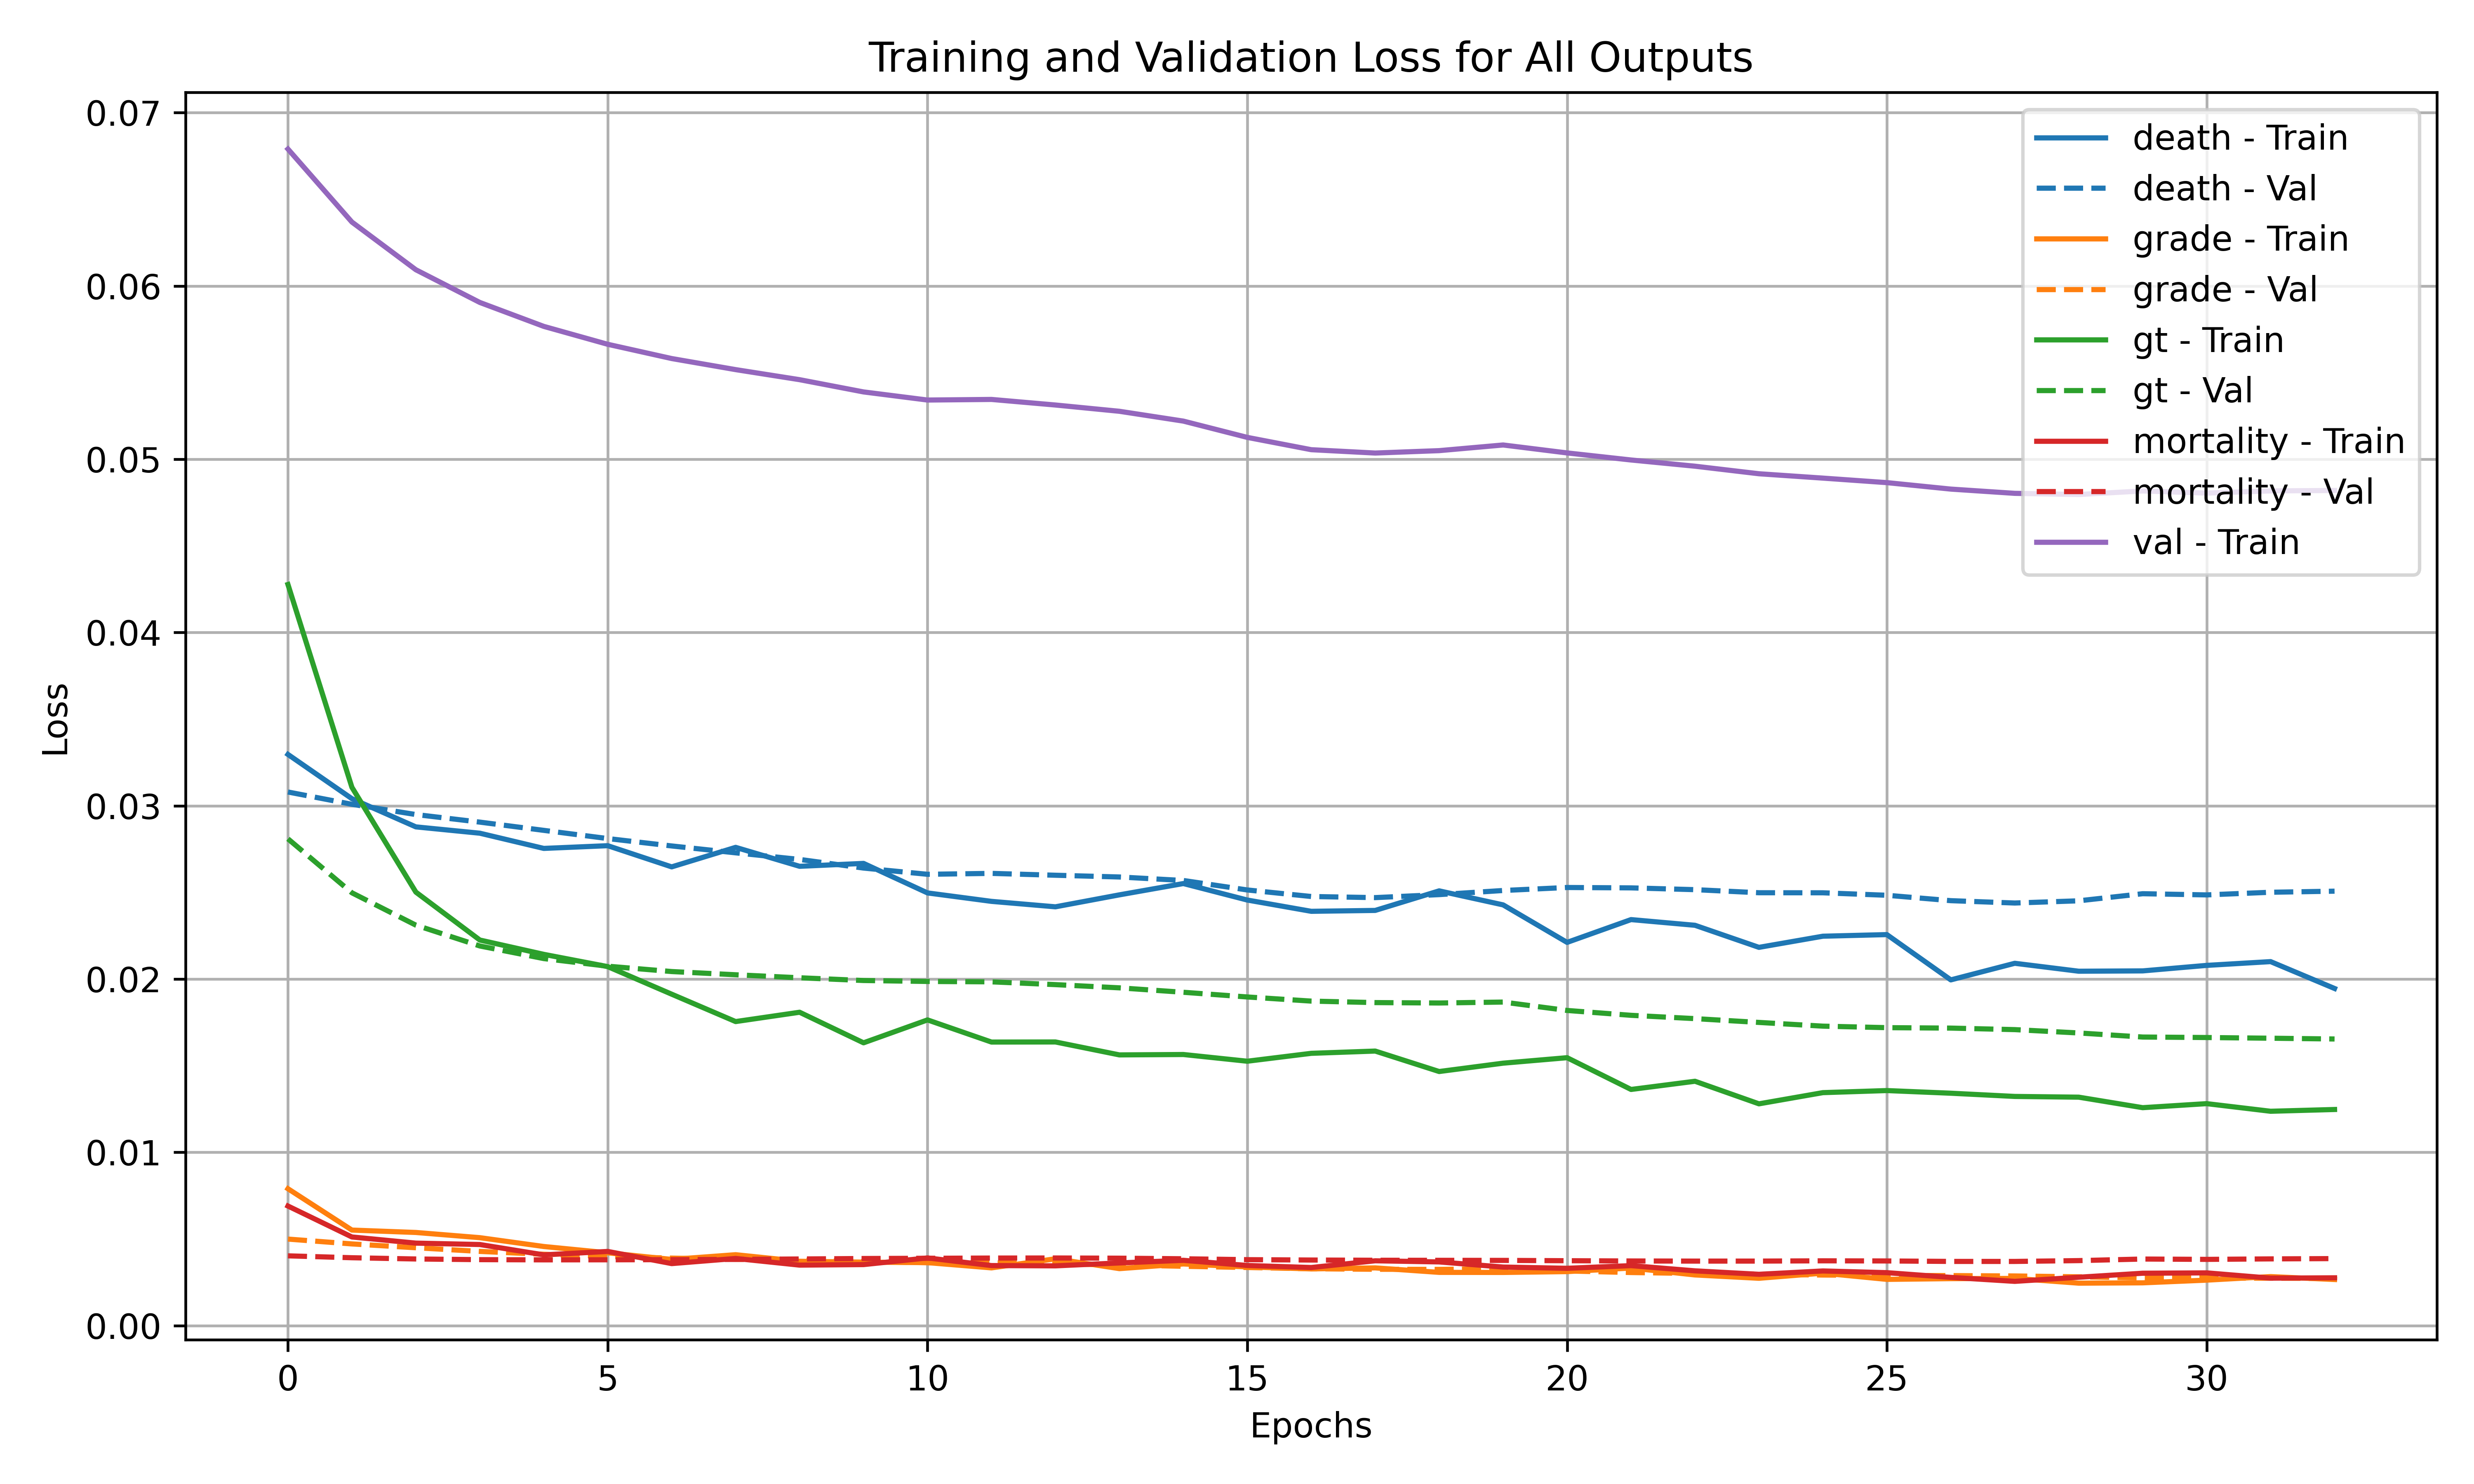 Training and Validation Loss for All Outputs
0.07
0.06
0.05
0.04
0.03
0.02
0.01
0.00
Loss
0 5 10 15 20 25 30
Epochs
death - Train
death - Val
grade - Train
grade - Val
gt - Train
gt - Val
mortality - Train
mortality - Val
val - Train